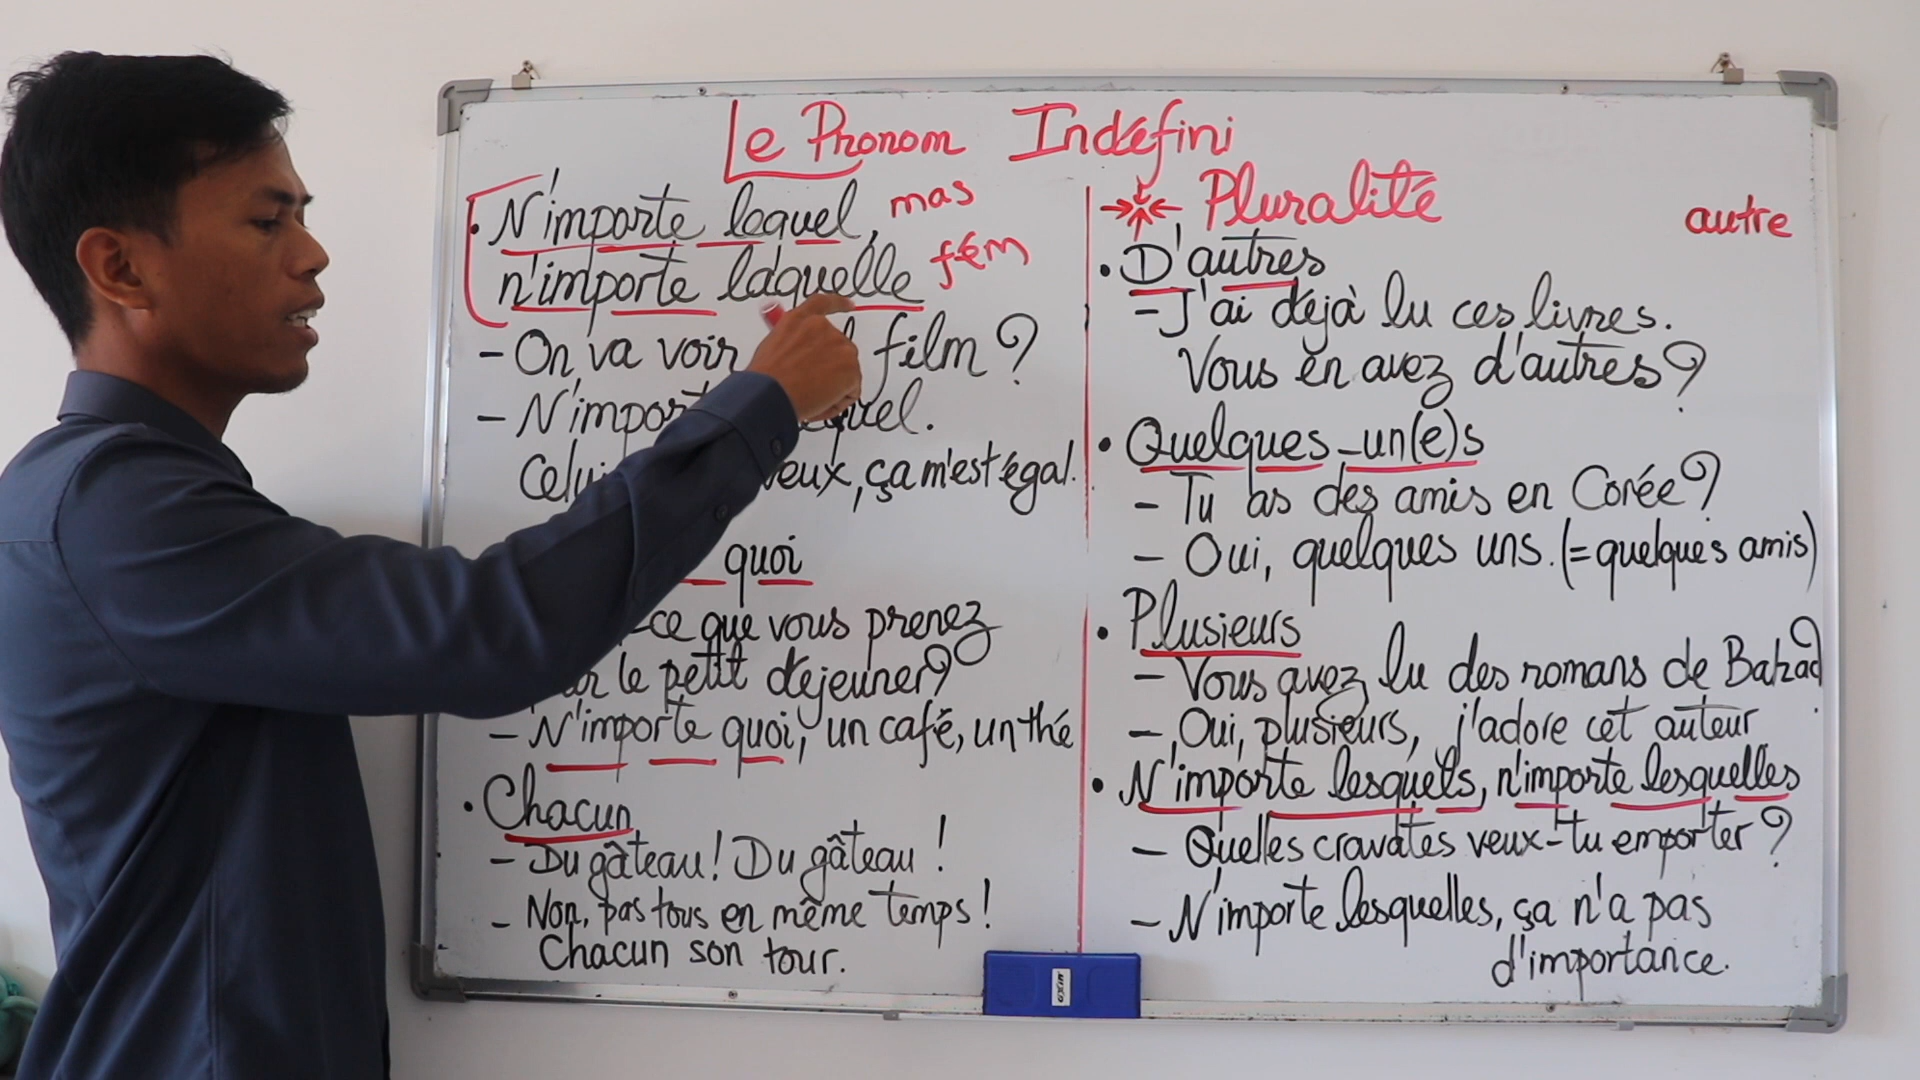 Le Pronom Indéfini
• N'importe lequel, mas
n'importe laquelle fém
- On va voir film ?
- N'import
Celui veux, ça m'est égal.
quoi
-ce que vous prenez
le petit déjeuner ?
- N'importe quoi, un café, un thé
• Chacun
- Du gâteau ! Du gâteau !
- Non, pas tous en même temps !
Chacun son tour.
Pluralité
autre
• D'autres
- J'ai déjà lu ces livres.
Vous en avez d'autres ?
• Quelques-un(e)s
- Tu as des amis en Corée ?
- Oui, quelques uns. (= quelques amis)
• Plusieurs
- Vous avez lu des romans de Balzac ?
- Oui, plusieurs, j'adore cet auteur
• N'importe lesquels, n'importe lesquelles
- Quelles cravates veux-tu emporter ?
- N'importe lesquelles, ça n'a pas
d'importance.